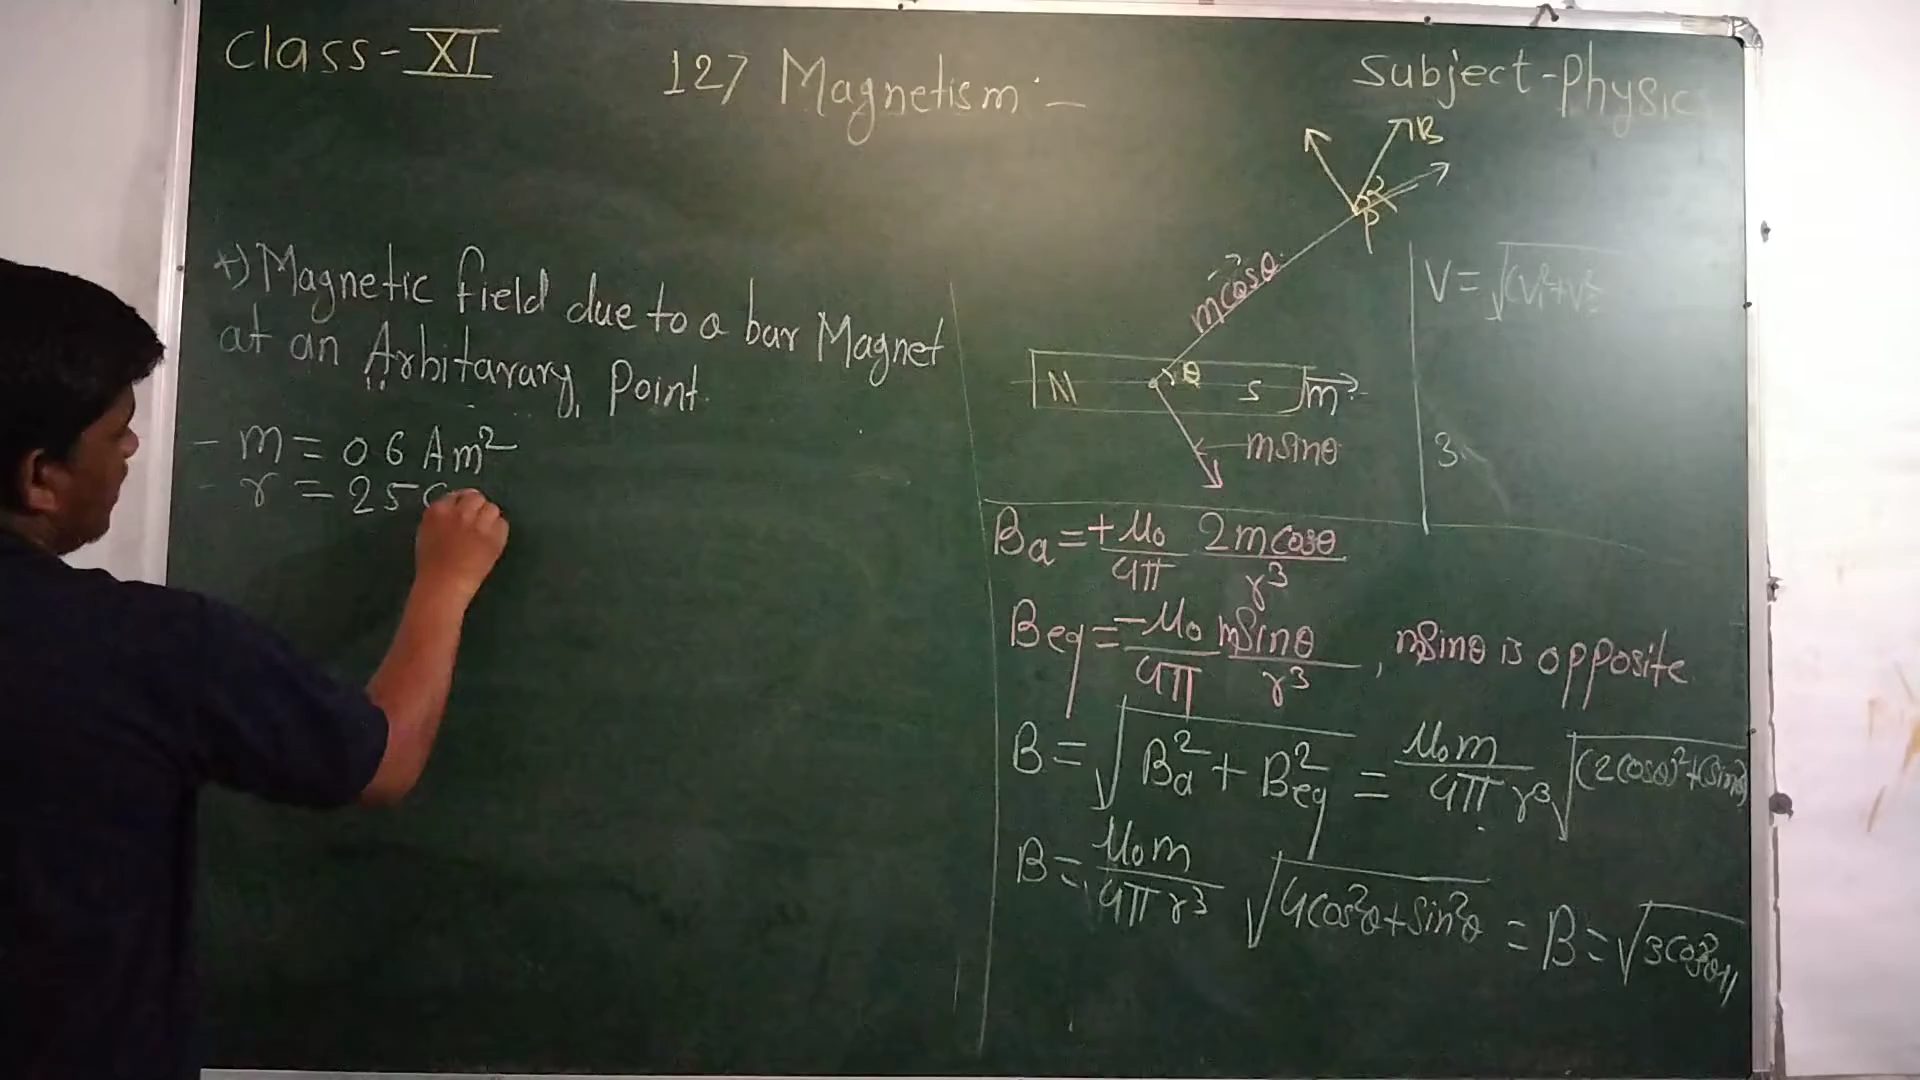 Class-XI
127 Magnetism -
Subject-Physic
*) Magnetic field due to a bar Magnet
at an Arbitarary Point.
- m = 0 6 Am²
- r = 25
B
2
P
mcosθ
θ
N
S
m
msinθ
V = √(V₁²+V₂²
3
Ba = +μ₀/4π 2mcosθ/r³
Beq = -μ₀/4π msinθ/r³ , msinθ is opposite
B = √Ba² + Beq² = μ₀m/4πr³ √(2cosθ)²+(sinθ)
B = μ₀m/4πr³ √4cos²θ+sin²θ = B = √3cos²θ+1